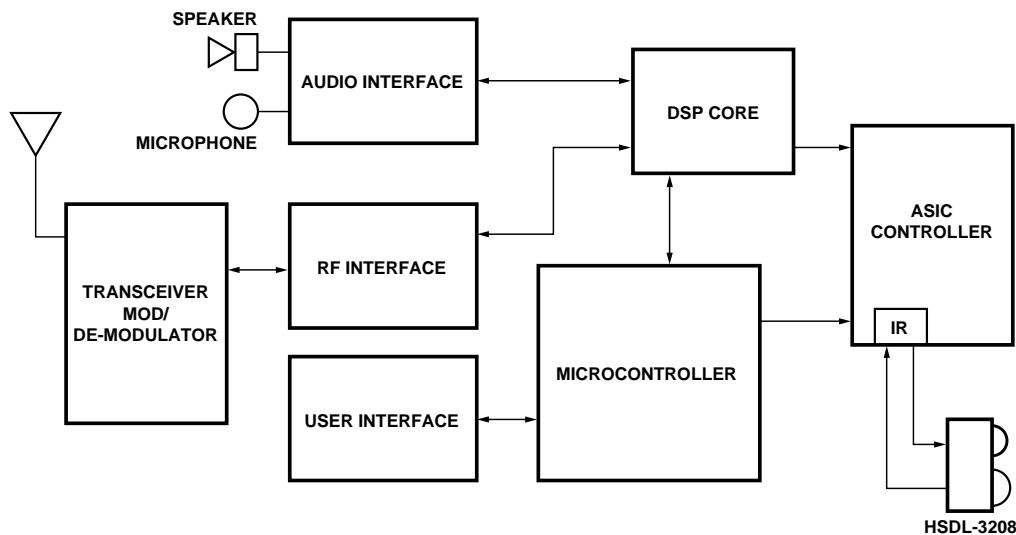 SPEAKER
AUDIO INTERFACE
MICROPHONE
DSP CORE
ASIC
CONTROLLER
IR
RF INTERFACE
TRANSCEIVER
MOD/
DE-MODULATOR
MICROCONTROLLER
USER INTERFACE
HSDL-3208